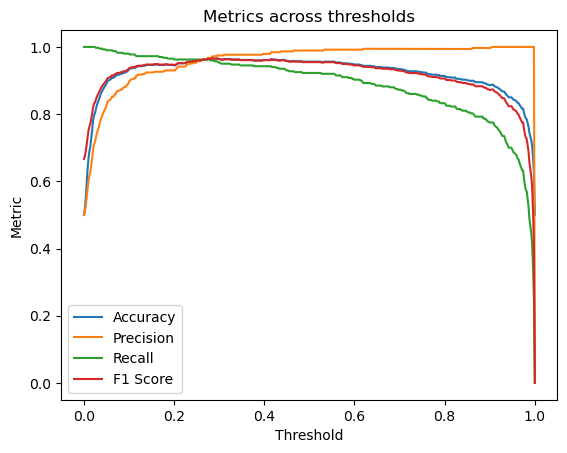 Metrics across thresholds
1.0
0.8
0.6
0.4
0.2
0.0
Metric
Accuracy
Precision
Recall
F1 Score
0.0 0.2 0.4 0.6 0.8 1.0
Threshold